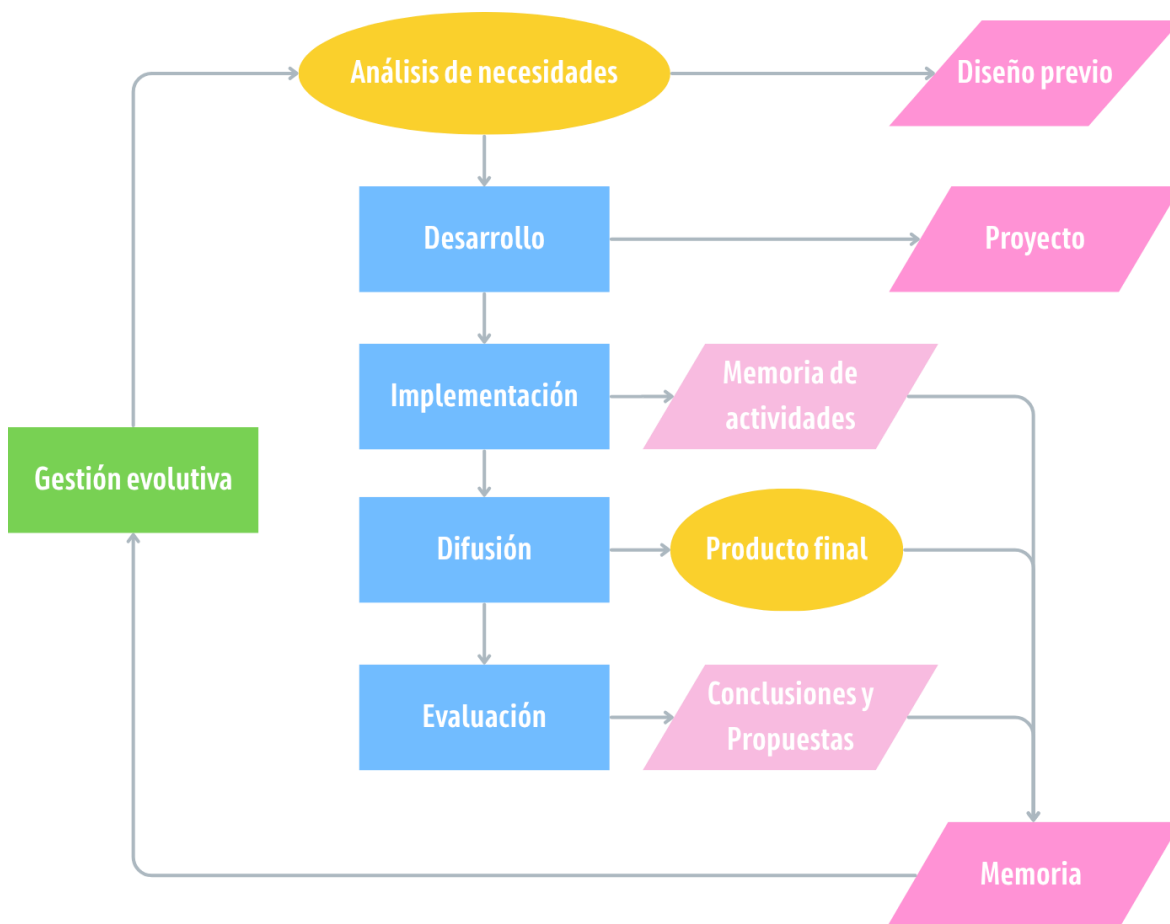 Análisis de necesidades
Diseño previo
Desarrollo
Proyecto
Implementación
Memoria de
actividades
Gestión evolutiva
Difusión
Producto final
Evaluación
Conclusiones y
Propuestas
Memoria